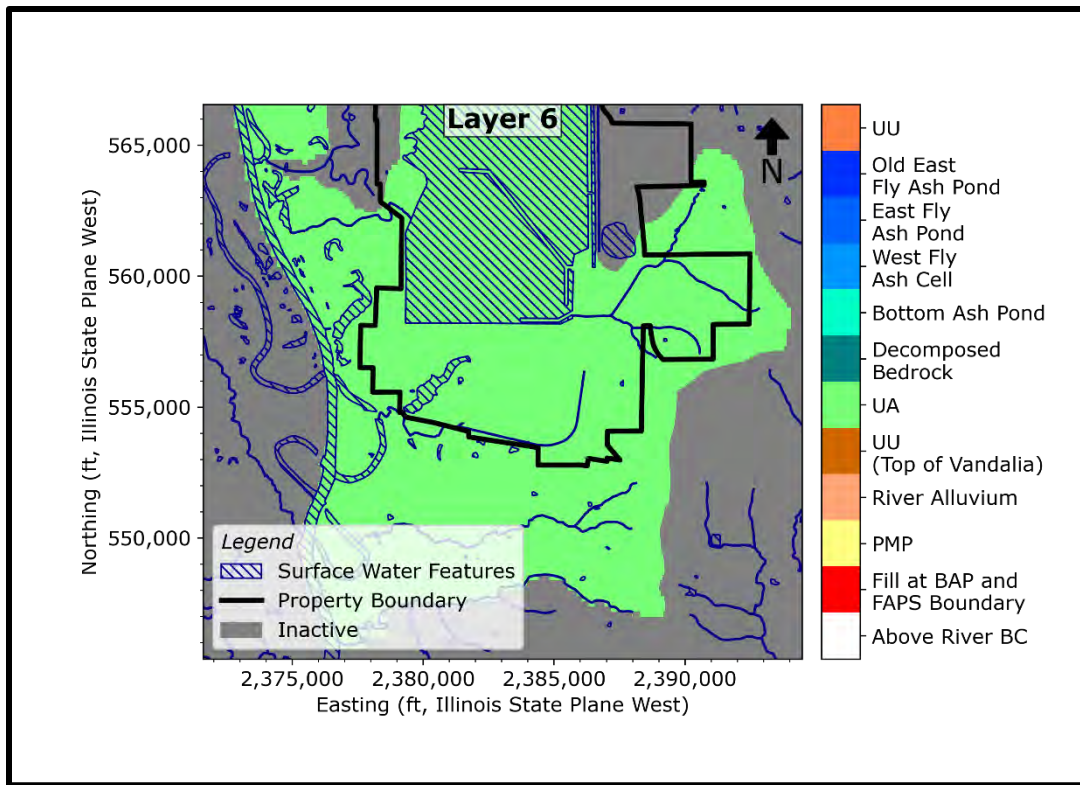 Layer 6
N
565,000
560,000
555,000
550,000
Northing (ft, Illinois State Plane West)
2,375,000
2,380,000
2,385,000
2,390,000
Easting (ft, Illinois State Plane West)
Legend
Surface Water Features
Property Boundary
Inactive
UU
Old East
Fly Ash Pond
East Fly
Ash Pond
West Fly
Ash Cell
Bottom Ash Pond
Decomposed
Bedrock
UA
UU
(Top of Vandalia)
River Alluvium
PMP
Fill at BAP and
FAPS Boundary
Above River BC